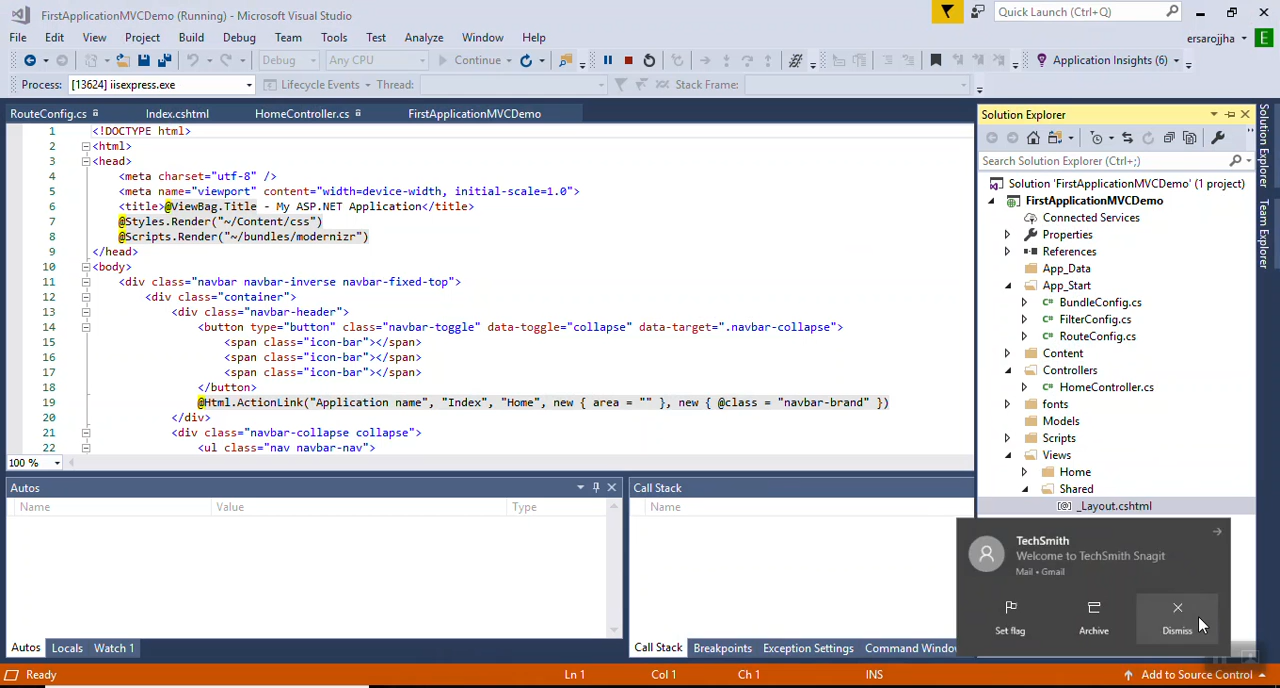 FirstApplicationMVCDemo (Running) - Microsoft Visual Studio
Quick Launch (Ctrl+Q)
File Edit View Project Build Debug Team Tools Test Analyze Window Help
ersarojjha
E
Debug Any CPU Continue Application Insights (6)
Process: [13624] iisexpress.exe Lifecycle Events Thread: Stack Frame:
RouteConfig.cs Index.cshtml HomeController.cs FirstApplicationMVCDemo
1 <!DOCTYPE html>
2 <html>
3 <head>
4 <meta charset="utf-8" />
5 <meta name="viewport" content="width=device-width, initial-scale=1.0">
6 <title>@ViewBag.Title - My ASP.NET Application</title>
7 @Styles.Render("~/Content/css")
8 @Scripts.Render("~/bundles/modernizr")
9 </head>
10 <body>
11 <div class="navbar navbar-inverse navbar-fixed-top">
12 <div class="container">
13 <div class="navbar-header">
14 <button type="button" class="navbar-toggle" data-toggle="collapse" data-target=".navbar-collapse">
15 <span class="icon-bar"></span>
16 <span class="icon-bar"></span>
17 <span class="icon-bar"></span>
18 </button>
19 @Html.ActionLink("Application name", "Index", "Home", new { area = "" }, new { @class = "navbar-brand" })
20 </div>
21 <div class="navbar-collapse collapse">
22 <ul class="nav navbar-nav">
100 %
Autos
Name Value Type
Autos Locals Watch 1
Call Stack
Name
Call Stack Breakpoints Exception Settings Command Windo
Solution Explorer
Search Solution Explorer (Ctrl+;)
Solution 'FirstApplicationMVCDemo' (1 project)
FirstApplicationMVCDemo
Connected Services
Properties
References
App_Data
App_Start
BundleConfig.cs
FilterConfig.cs
RouteConfig.cs
Content
Controllers
HomeController.cs
fonts
Models
Scripts
Views
Home
Shared
_Layout.cshtml
Solution Explorer
Team Explorer
TechSmith
Welcome to TechSmith Snagit
Mail • Gmail
Set flag Archive Dismiss
Ready Ln 1 Col 1 Ch 1 INS Add to Source Control